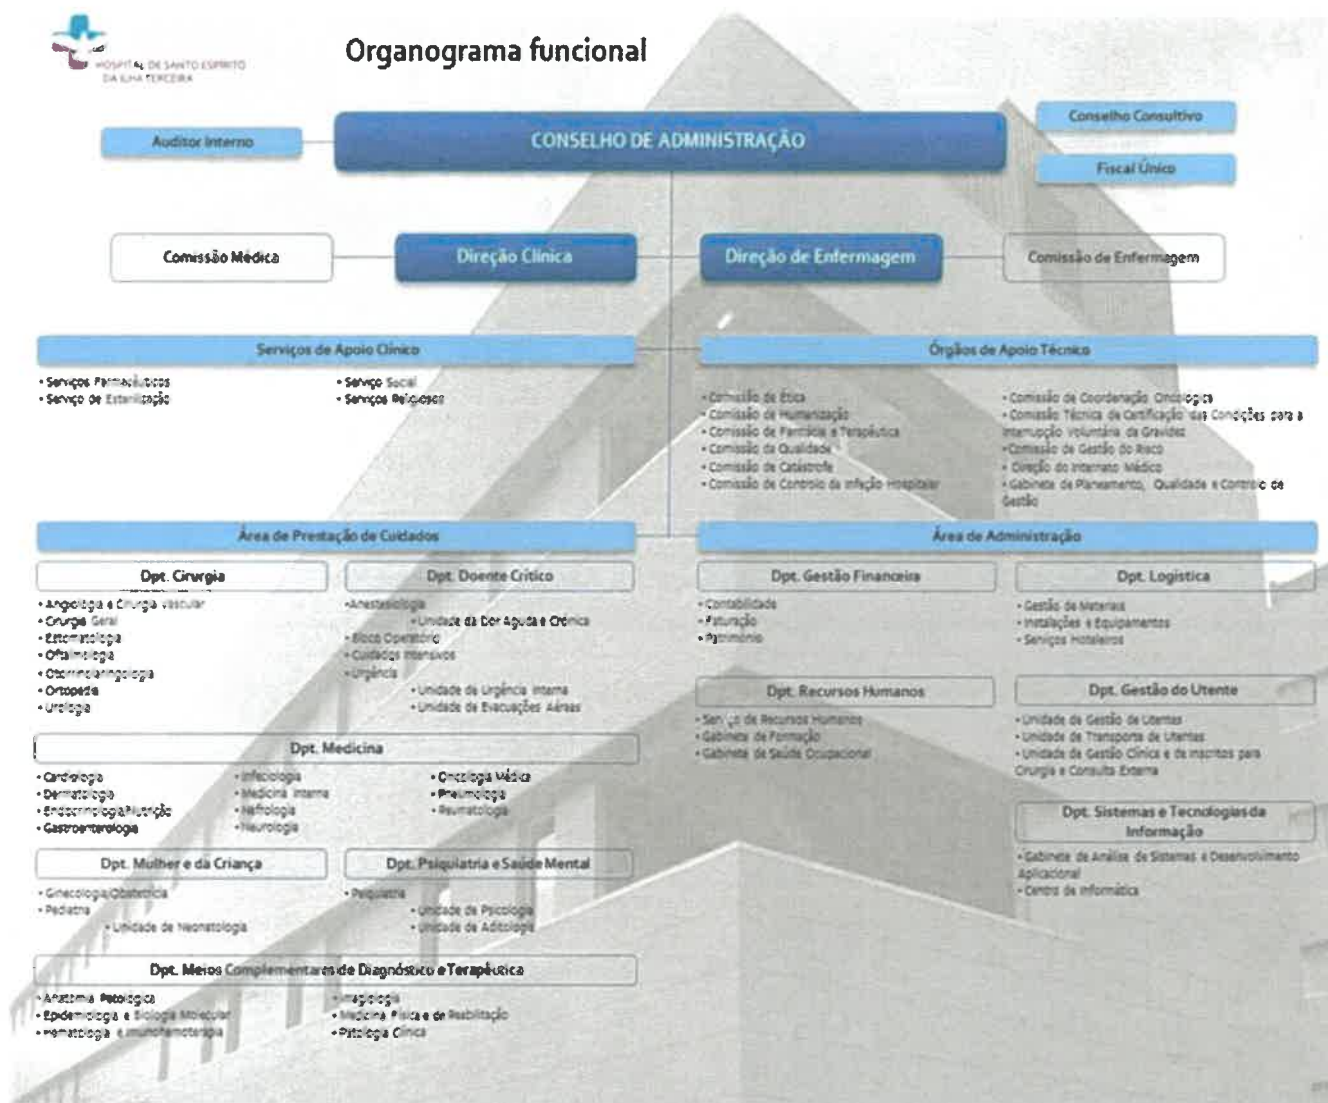 HOSPITAL DE SANTO ESPÍRITO
DA ILHA TERCEIRA
Organograma funcional
Auditor Interno
CONSELHO DE ADMINISTRAÇÃO
Conselho Consultivo
Fiscal Único
Comissão Médica
Direção Clínica
Direção de Enfermagem
Comissão de Enfermagem
Serviços de Apoio Clínico
• Serviços Farmacêuticos
• Serviço de Esterilização
• Serviço Social
• Serviços Religiosos
Órgãos de Apoio Técnico
• Comissão de Ética
• Comissão de Humanização
• Comissão de Farmácia e Terapêutica
• Comissão da Qualidade
• Comissão de Catástrofe
• Comissão de Controlo da Infeção Hospitalar
• Comissão de Coordenação Oncológica
• Comissão Técnica de Certificação das Condições para a
Interrupção Voluntária da Gravidez
•Comissão de Gestão do Risco
• Direção do Internato Médico
• Gabinete de Planeamento, Qualidade e Controlo de
Gestão
Área de Prestação de Cuidados
Dpt. Cirurgia
• Angiologia e Cirurgia Vascular
• Cirurgia Geral
• Estomatologia
• Oftalmologia
• Otorrinolaringologia
• Ortopedia
• Urologia
Dpt. Doente Crítico
•Anestesiologia
• Unidade da Dor Aguda e Crónica
• Bloco Operatório
• Cuidados Intensivos
• Urgência
• Unidade de Urgência Interna
• Unidade de Evacuações Aéreas
Dpt. Medicina
• Cardiologia
• Dermatologia
• Endocrinologia/Nutrição
• Gastroenterologia
• Infeciologia
• Medicina Interna
• Nefrologia
• Neurologia
• Oncologia Médica
• Pneumologia
• Reumatologia
Dpt. Mulher e da Criança
• Ginecologia/Obstetrícia
• Pediatria
• Unidade de Neonatologia
Dpt. Psiquiatria e Saúde Mental
• Psiquiatria
• Unidade de Psicologia
• Unidade de Aditologia
Dpt. Meios Complementares de Diagnóstico e Terapêutica
• Anatomia Patológica
• Epidemiologia e Biologia Molecular
• Hematologia e Imunohemoterapia
• Imagiologia
• Medicina Física e de Reabilitação
• Patologia Clínica
Área de Administração
Dpt. Gestão Financeira
• Contabilidade
• Faturação
• Património
Dpt. Logística
• Gestão de Materiais
• Instalações e Equipamentos
• Serviços Hoteleiros
Dpt. Recursos Humanos
• Serviço de Recursos Humanos
• Gabinete de Formação
• Gabinete de Saúde Ocupacional
Dpt. Gestão do Utente
• Unidade de Gestão de Utentes
• Unidade de Transporte de Utentes
• Unidade de Gestão Clínica e de Inscritos para
Cirurgia e Consulta Externa
Dpt. Sistemas e Tecnologias da
Informação
• Gabinete de Análise de Sistemas e Desenvolvimento
Aplicacional
• Centro de Informática